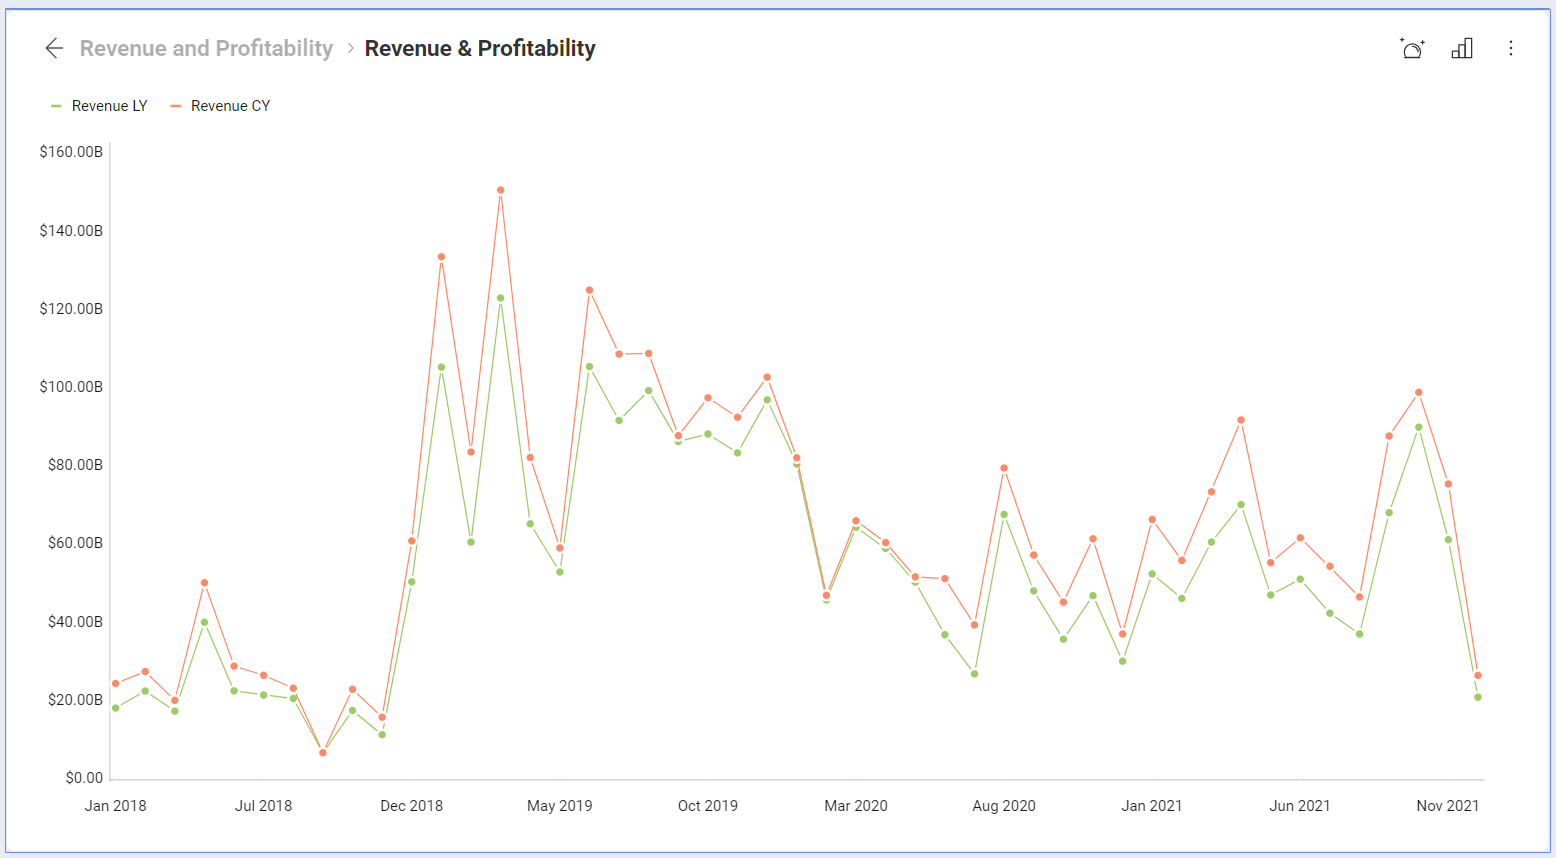 Revenue and Profitability > Revenue & Profitability
Revenue LY Revenue CY
$160.00B
$140.00B
$120.00B
$100.00B
$80.00B
$60.00B
$40.00B
$20.00B
$0.00
Jan 2018 Jul 2018 Dec 2018 May 2019 Oct 2019 Mar 2020 Aug 2020 Jan 2021 Jun 2021 Nov 2021